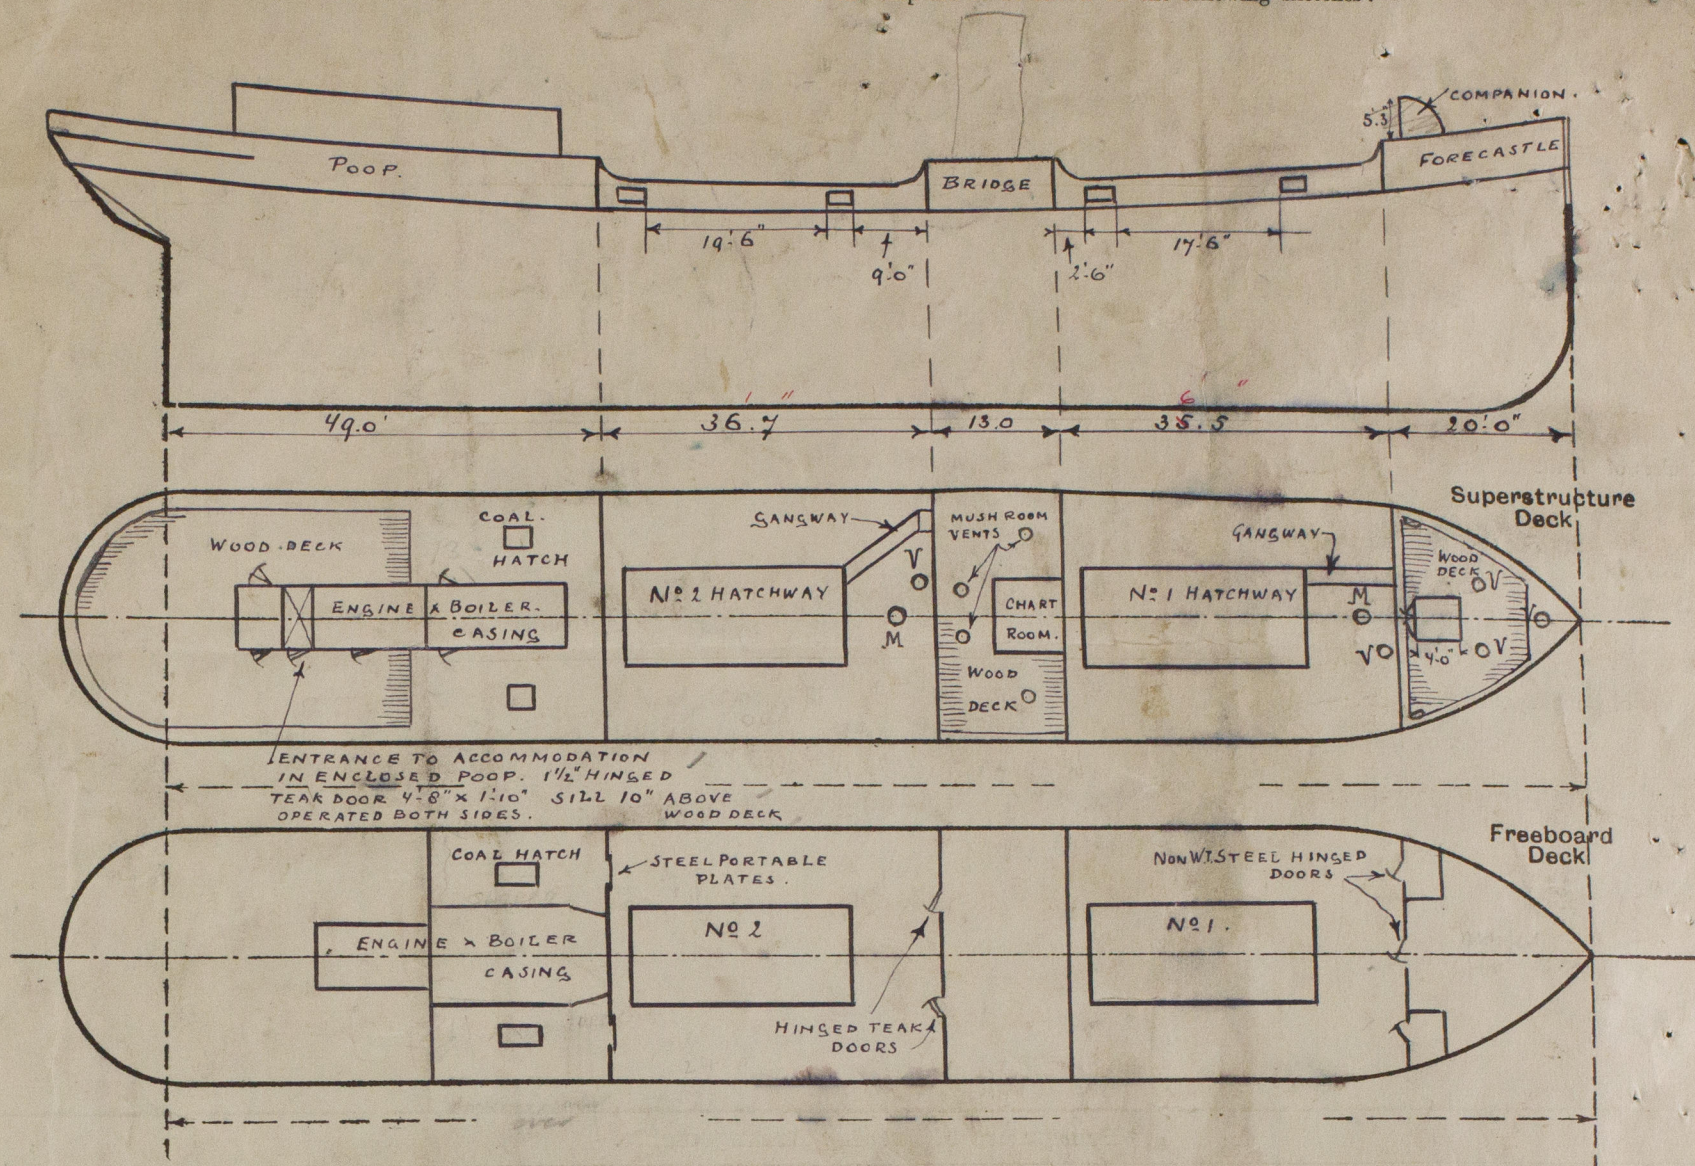 COMPANION.
5.3"
POOP.
BRIDGE
FORECASTLE
19'.6"
9'.0"
2'.6"
17'.6"
49.0'
36.7
13.0
6
35.5
20'.0"
Superstructure
Deck
COAL.
HATCH
WOOD.DECK
GANGWAY
MUSHROOM
VENTS
GANGWAY
WOOD
DECK
V
V
No 2 HATCHWAY
No 1 HATCHWAY
M
ENGINE & BOILER.
CASING
CHART
ROOM.
V
M
V
4'.0"
V
WOOD
DECK
ENTRANCE TO ACCOMMODATION
IN ENCLOSED POOP. 1½" HINGED
TEAK DOOR 4'-8" x 1'-10" SILL 10" ABOVE
OPERATED BOTH SIDES. WOOD DECK
Freeboard
Deck
COAL HATCH
STEEL PORTABLE
PLATES.
NON W.T. STEEL HINGED
DOORS
No 2
No 1.
ENGINE & BOILER
CASING
HINGED TEAK
DOORS